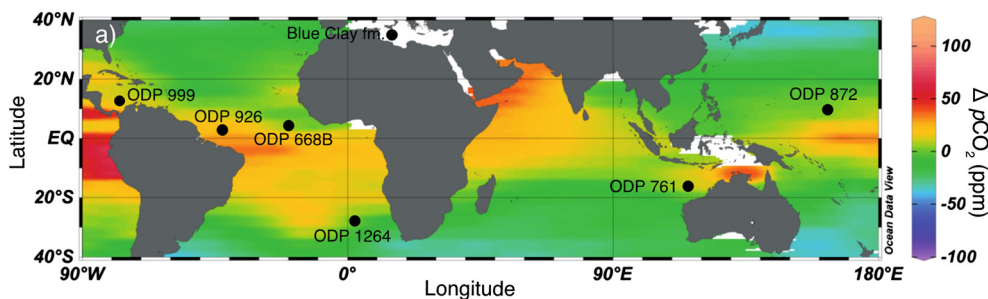 a)
40°N
20°N
EQ
20°S
40°S
Latitude
90°W
0°
90°E
180°E
Longitude
Blue Clay fm.
ODP 999
ODP 926
ODP 668B
ODP 872
ODP 761
ODP 1264
Ocean Data View
100
50
0
-50
-100
Δ pCO₂ (ppm)